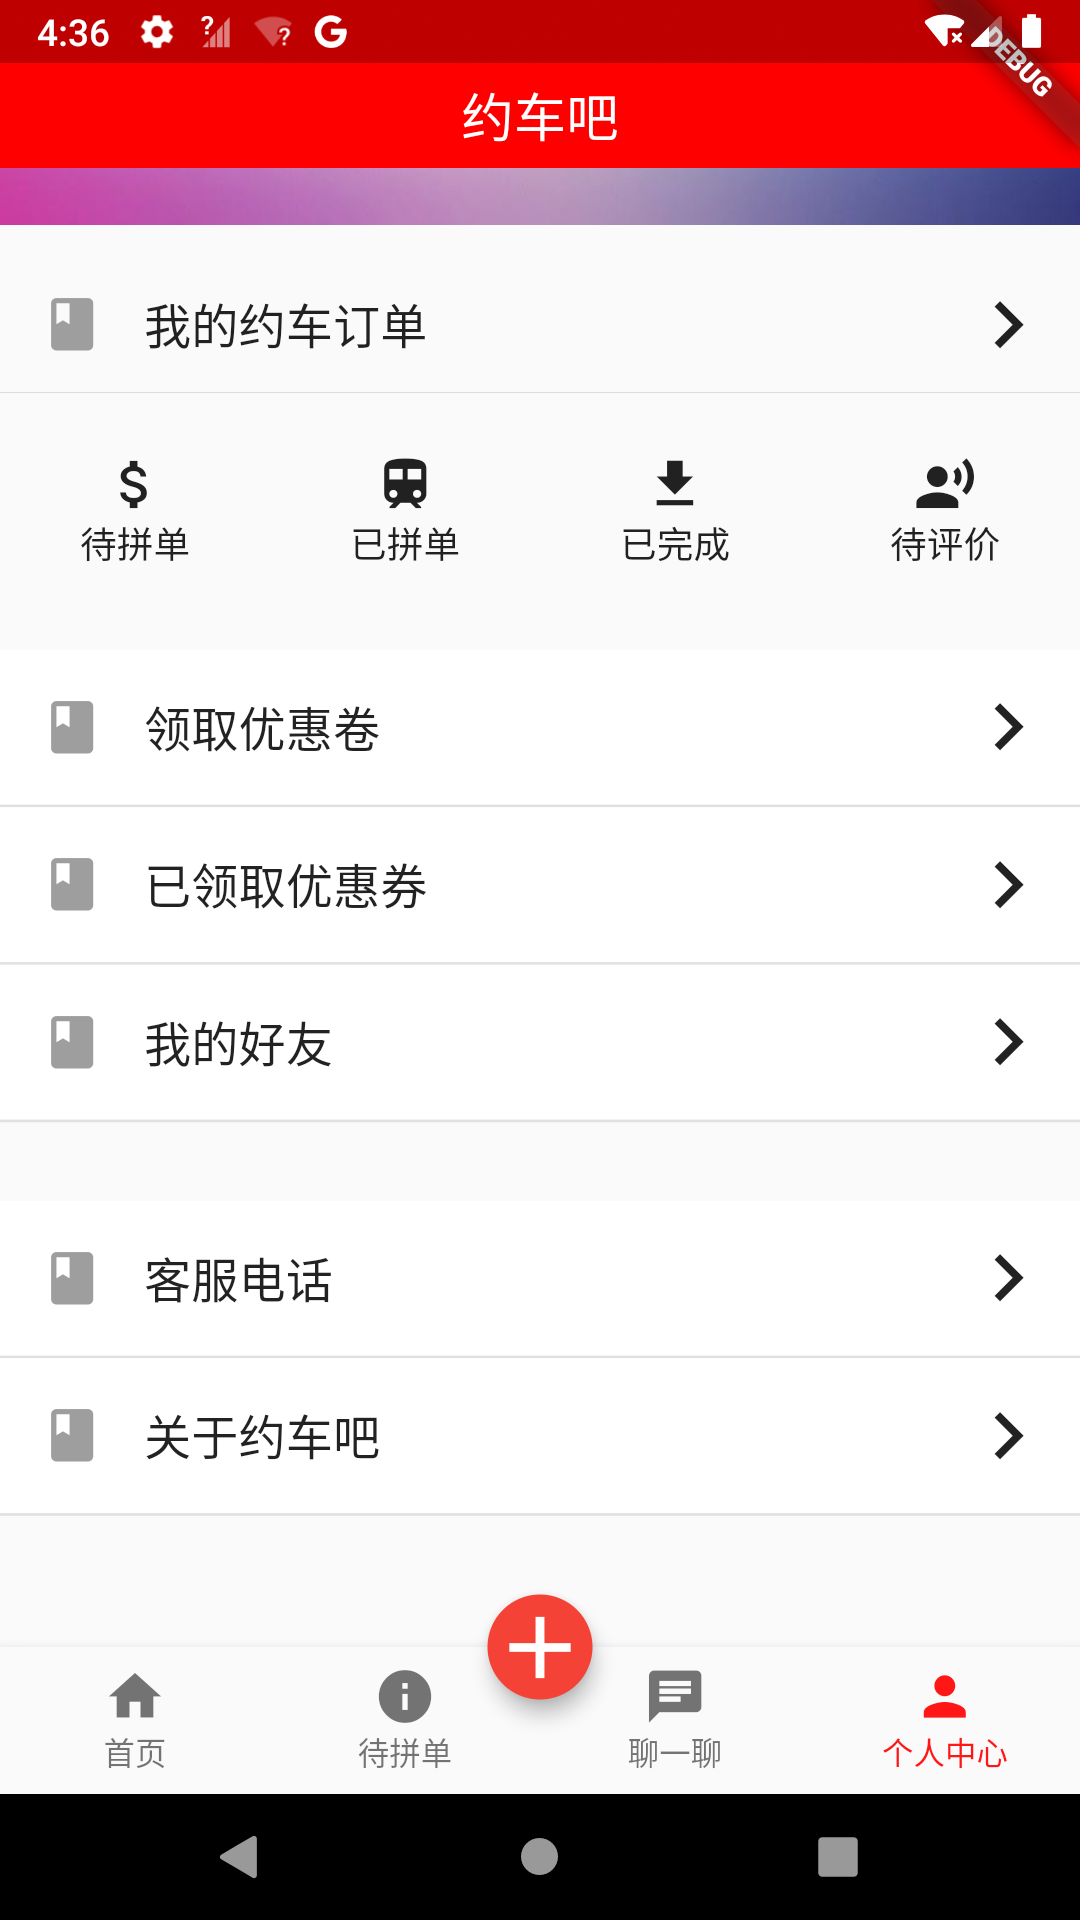 4:36
DEBUG
约车吧
我的约车订单
待拼单
已拼单
已完成
待评价
领取优惠卷
已领取优惠券
我的好友
客服电话
关于约车吧
首页
待拼单
聊一聊
个人中心